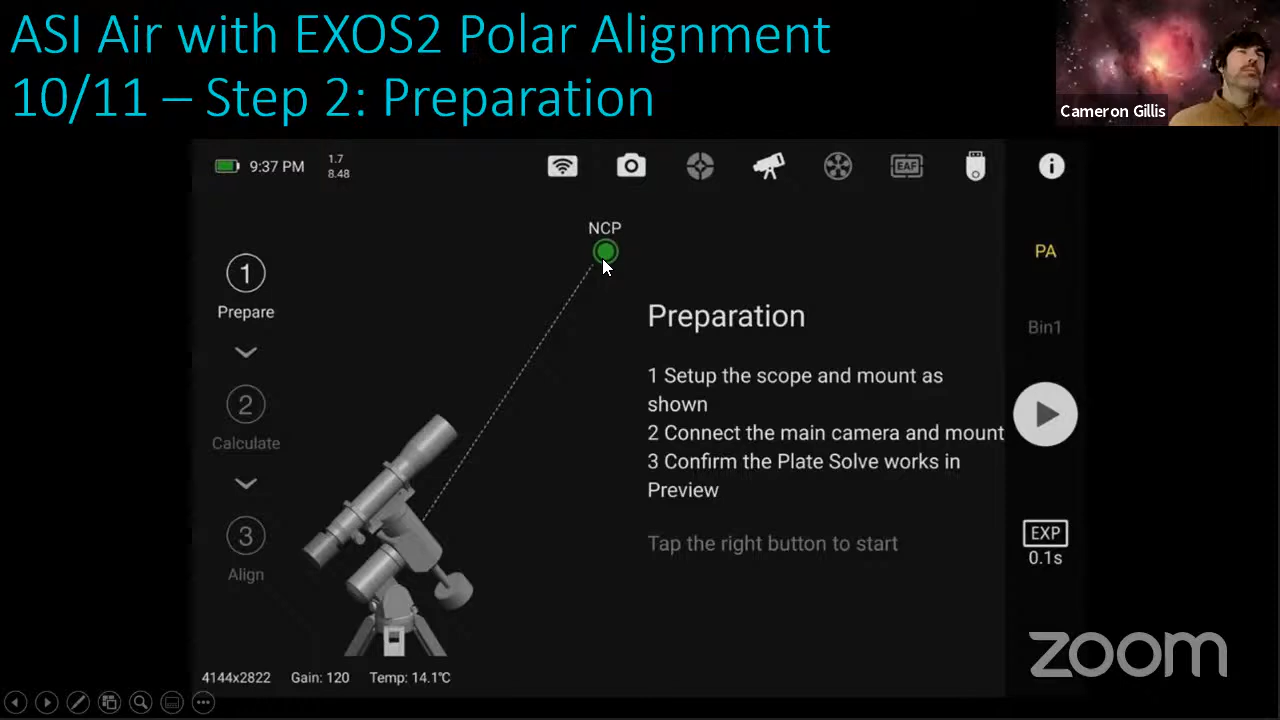 ASI Air with EXOS2 Polar Alignment
10/11 – Step 2: Preparation
Cameron Gillis
9:37 PM
1.7
8.48
EAF
NCP
PA
1
Prepare
Preparation
Bin1
1 Setup the scope and mount as
shown
2 Connect the main camera and mount
3 Confirm the Plate Solve works in
Preview
2
Calculate
3
Align
Tap the right button to start
EXP
0.1s
zoom
4144x2822 Gain: 120 Temp: 14.1℃